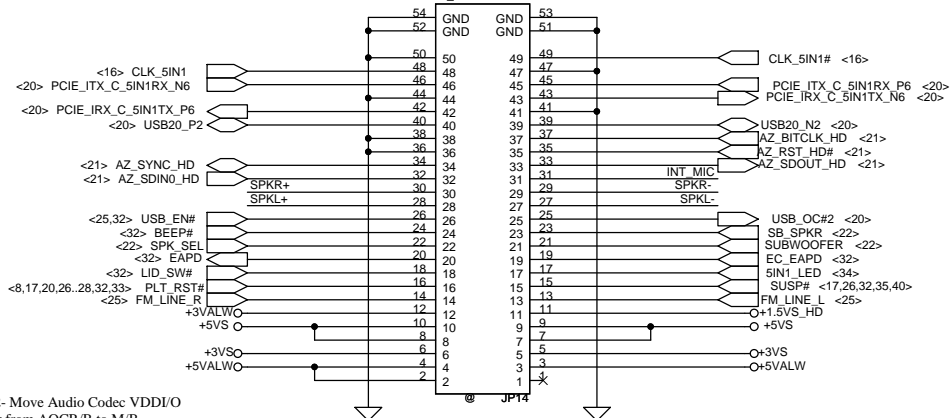 54 GND GND 53
52 GND GND 51
50 50 49 49 CLK_5IN1# <16>
<16> CLK_5IN1 48 48 47 47
<20> PCIE_ITX_C_5IN1RX_N6 46 46 45 45 PCIE_ITX_C_5IN1RX_P6 <20>
44 44 43 43 PCIE_IRX_C_5IN1TX_N6 <20>
<20> PCIE_IRX_C_5IN1TX_P6 42 42 41 41
<20> USB20_P2 40 40 39 39 USB20_N2 <20>
38 38 37 37 AZ_BITCLK_HD <21>
36 36 35 35 AZ_RST_HD# <21>
<21> AZ_SYNC_HD 34 34 33 33 AZ_SDOUT_HD <21>
<21> AZ_SDIN0_HD 32 32 31 31 INT_MIC
SPKR+ 30 30 29 29 SPKR-
SPKL+ 28 28 27 27 SPKL-
<25,32> USB_EN# 26 26 25 25 USB_OC#2 <20>
<32> BEEP# 24 24 23 23 SB_SPKR <22>
<22> SPK_SEL 22 22 21 21 SUBWOOFER <22>
<32> EAPD 20 20 19 19 EC_EAPD <32>
<32> LID_SW# 18 18 17 17 5IN1_LED <34>
<8,17,20,26..28,32,33> PLT_RST# 16 16 15 15 SUSP# <17,26,32,35,40>
<25> FM_LINE_R 14 14 13 13 FM_LINE_L <25>
+3VALW 12 12 11 11 +1.5VS_HD
+5VS 10 10 9 9 +5VS
8 8 7 7
+3VS 6 6 5 5 +3VS
+5VALW 4 4 3 3 +5VALW
2 2 1 1
@ JP14
- Move Audio Codec VDDI/O